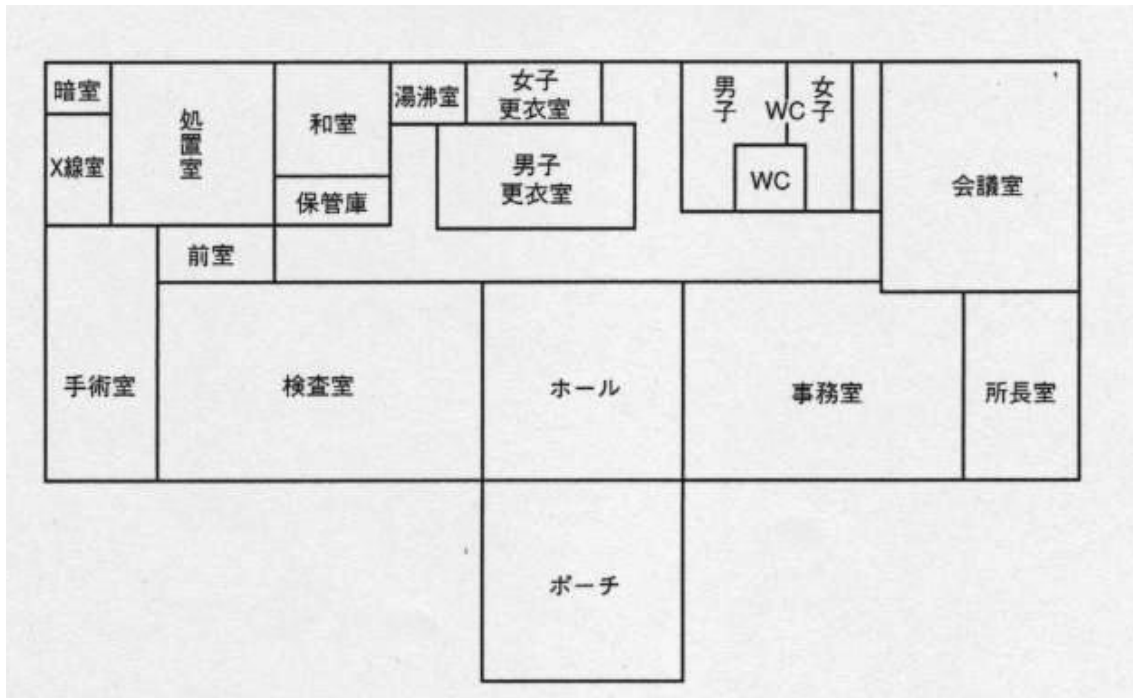 暗室
処置室
和室
湯沸室
女子
更衣室
男子
WC
女子
X線室
保管庫
男子
更衣室
WC
会議室
前室
手術室
検査室
ホール
事務室
所長室
ポーチ